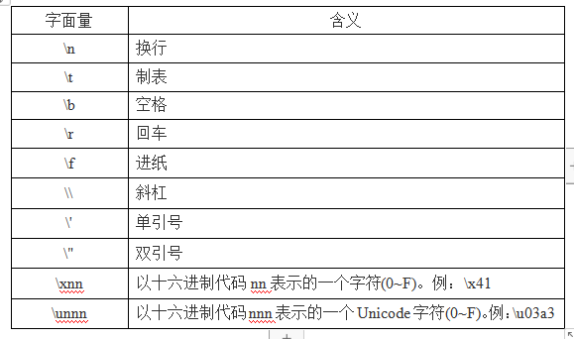 字面量 含义
\n 换行
\t 制表
\b 空格
\r 回车
\f 进纸
\\ 斜杠
\' 单引号
\" 双引号
\xnn 以十六进制代码 nn 表示的一个字符(0~F)。例：\x41
\unnn 以十六进制代码nnn表示的一个 Unicode 字符(0~F)。例：\u03a3